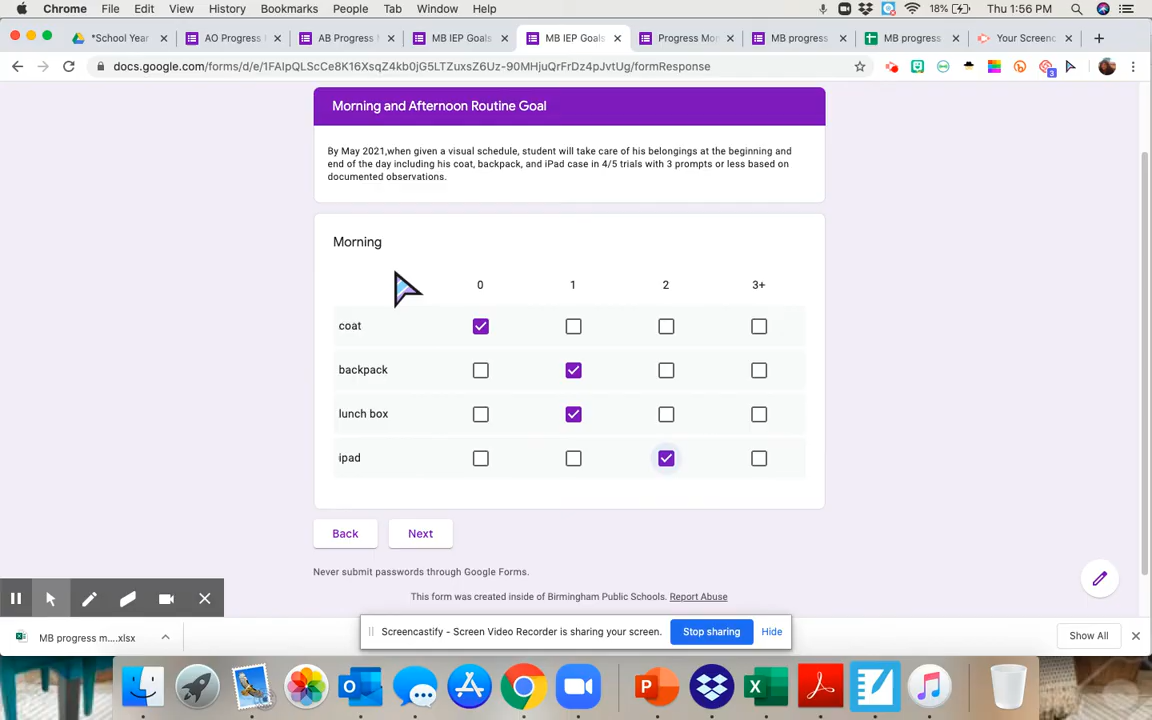 Chrome File Edit View History Bookmarks People Tab Window Help 18% Thu 1:56 PM
*School Year AO Progress AB Progress MB IEP Goals MB IEP Goals Progress Mor MB progress MB progress Your Screenc
docs.google.com/forms/d/e/1FAIpQLScCe8K16XsqZ4kb0jG5LTZuxsZ6Uz-90MHjuQrFrDz4pJvtUg/formResponse
3
Morning and Afternoon Routine Goal
By May 2021,when given a visual schedule, student will take care of his belongings at the beginning and
end of the day including his coat, backpack, and iPad case in 4/5 trials with 3 prompts or less based on
documented observations.
Morning
0 1 2 3+
coat
backpack
lunch box
ipad
Back Next
Never submit passwords through Google Forms.
This form was created inside of Birmingham Public Schools. Report Abuse
Screencastify - Screen Video Recorder is sharing your screen. Stop sharing Hide
MB progress m....xlsx Show All